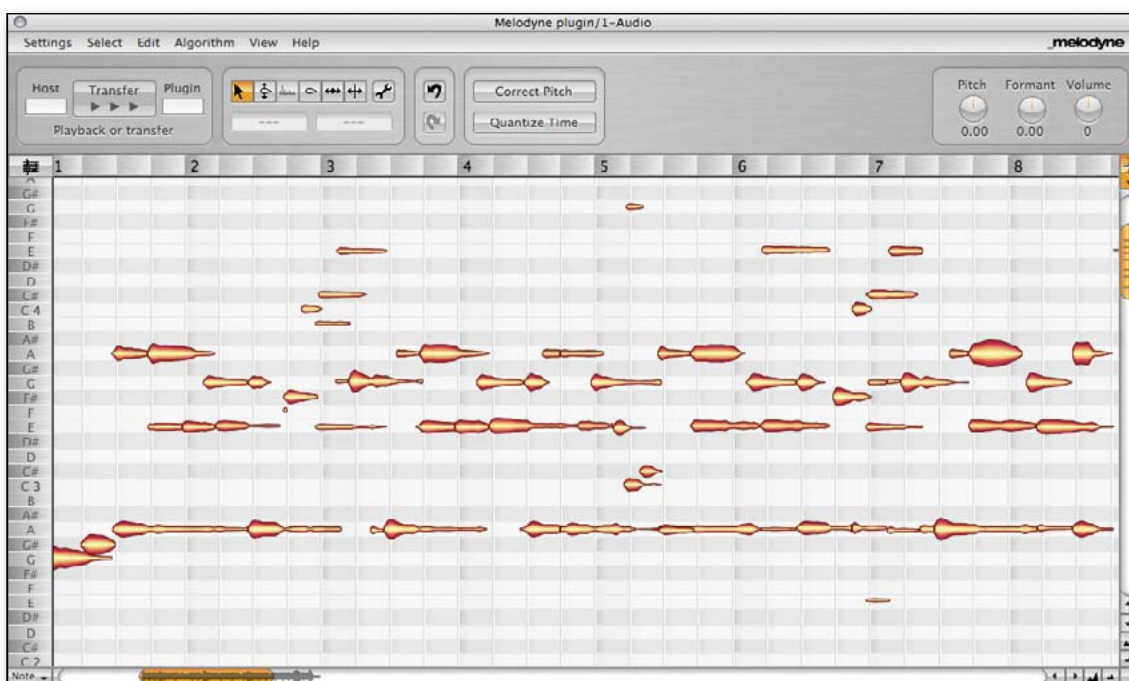 Melodyne plugin/1-Audio
Settings Select Edit Algorithm View Help
_melodyne
Host Transfer Plugin
Playback or transfer
---
---
Correct Pitch
Quantize Time
Pitch Formant Volume
0.00 0.00 0
1 2 3 4 5 6 7 8
A
G#
G
F#
F
E
D#
D
C#
C 4
B
A#
A
G#
G
F#
F
E
D#
D
C#
C 3
B
A#
A
G#
G
F#
F
E
D#
D
C#
C 2
Note